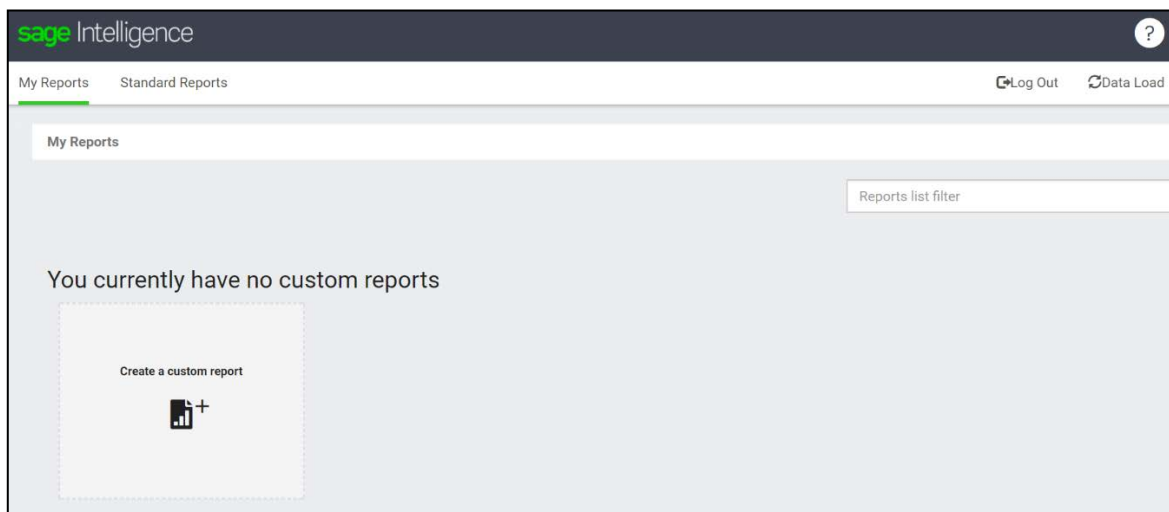 sage Intelligence
?
My Reports Standard Reports Log Out Data Load
My Reports
Reports list filter
You currently have no custom reports
Create a custom report